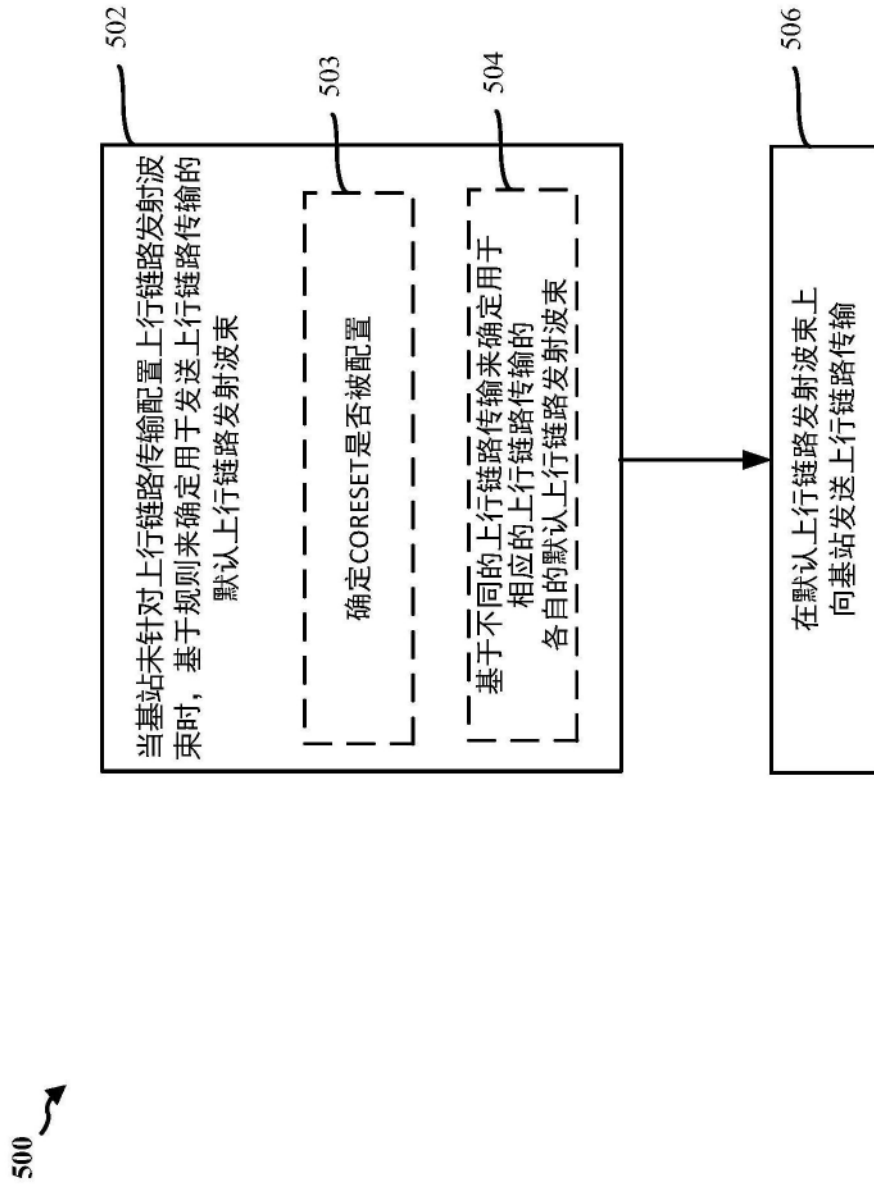 500
502
当基站未针对上行链路传输配置上行链路发射波
束时，基于规则来确定用于发送上行链路传输的
默认上行链路发射波束
503
确定CORESET是否被配置
504
基于不同的上行链路传输来确定用于
相应的上行链路传输的
各自的默认上行链路发射波束
506
在默认上行链路发射波束上
向基站发送上行链路传输